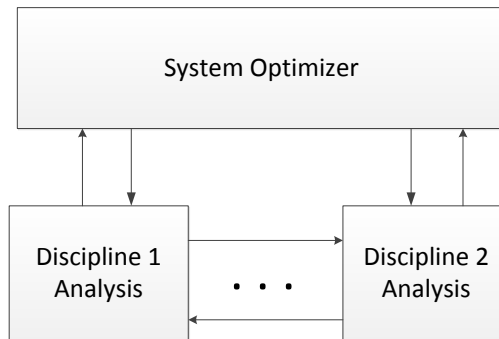 System Optimizer
Discipline 1
Analysis
Discipline 2
Analysis
. . .